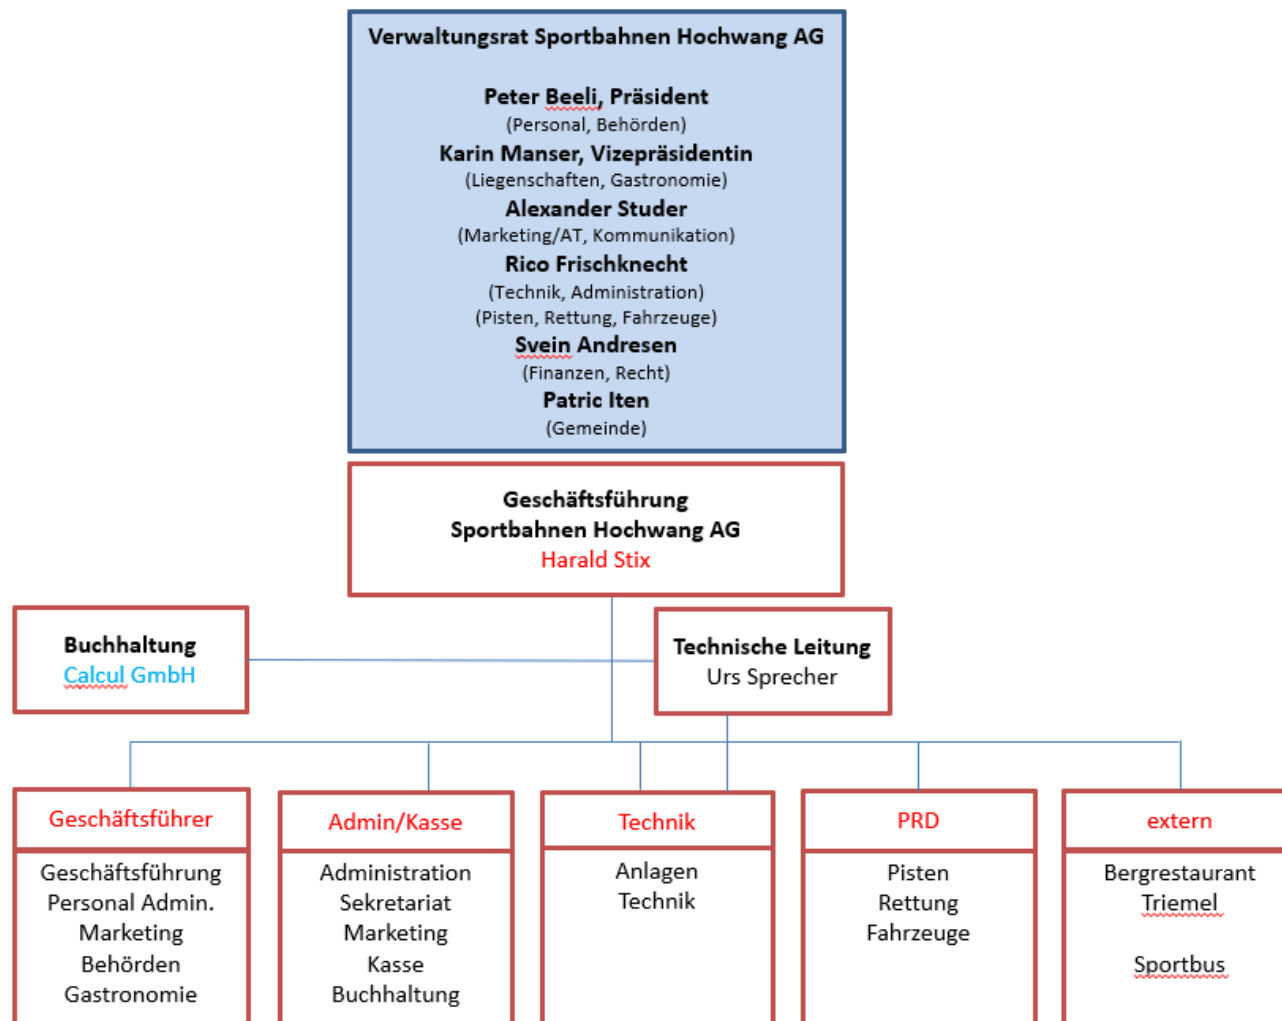 Verwaltungsrat Sportbahnen Hochwang AG
Peter Beeli, Präsident
(Personal, Behörden)
Karin Manser, Vizepräsidentin
(Liegenschaften, Gastronomie)
Alexander Studer
(Marketing/AT, Kommunikation)
Rico Frischknecht
(Technik, Administration)
(Pisten, Rettung, Fahrzeuge)
Svein Andresen
(Finanzen, Recht)
Patric Iten
(Gemeinde)
Geschäftsführung
Sportbahnen Hochwang AG
Harald Stix
Buchhaltung
Calcul GmbH
Technische Leitung
Urs Sprecher
Geschäftsführer
Geschäftsführung
Personal Admin.
Marketing
Behörden
Gastronomie
Admin/Kasse
Administration
Sekretariat
Marketing
Kasse
Buchhaltung
Technik
Anlagen
Technik
PRD
Pisten
Rettung
Fahrzeuge
extern
Bergrestaurant
Triemel
Sportbus